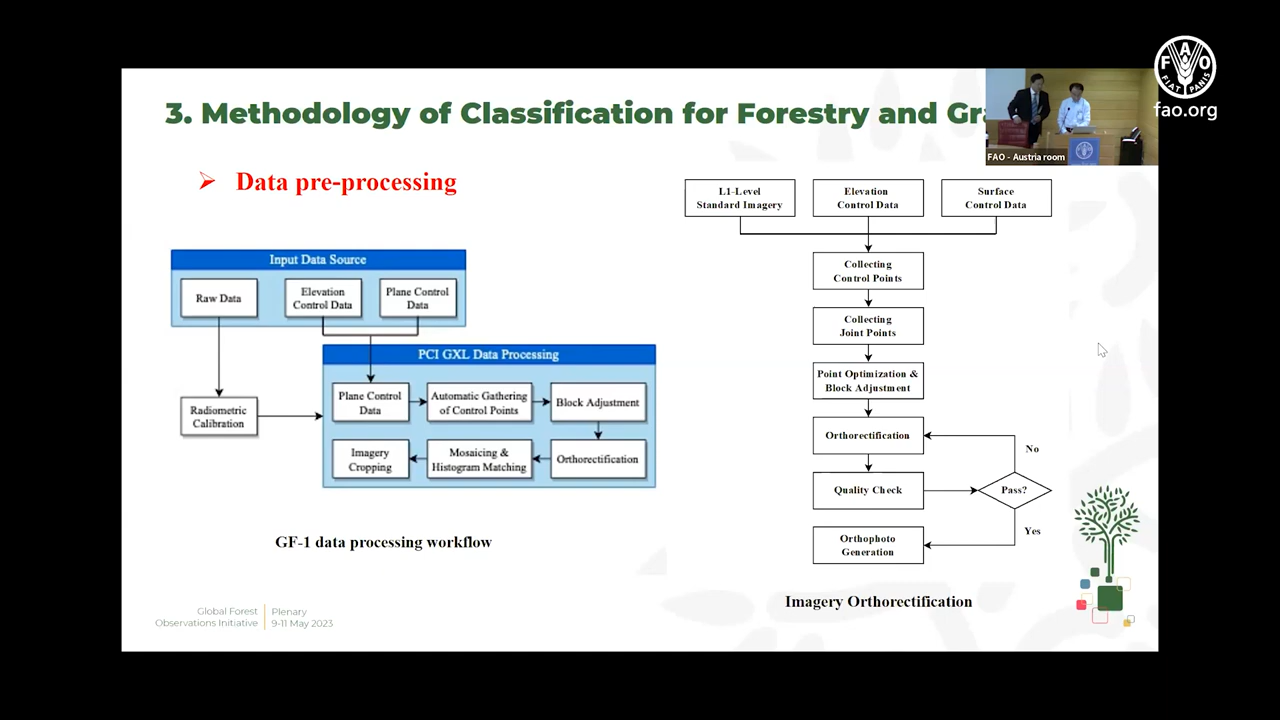 FAO
FIAT PANIS
fao.org
3. Methodology of Classification for Forestry and Gra
FAO - Austria room
Data pre-processing
Input Data Source
Raw Data
Elevation
Control Data
Plane Control
Data
PCI GXL Data Processing
Radiometric
Calibration
Plane Control
Data
Automatic Gathering
of Control Points
Block Adjustment
Imagery
Cropping
Mosaicing &
Histogram Matching
Orthorectification
GF-1 data processing workflow
L1-Level
Standard Imagery
Elevation
Control Data
Surface
Control Data
Collecting
Control Points
Collecting
Joint Points
Point Optimization &
Block Adjustment
Orthorectification
No
Quality Check
Pass?
Yes
Orthophoto
Generation
Imagery Orthorectification
Global Forest
Observations Initiative
Plenary
9-11 May 2023